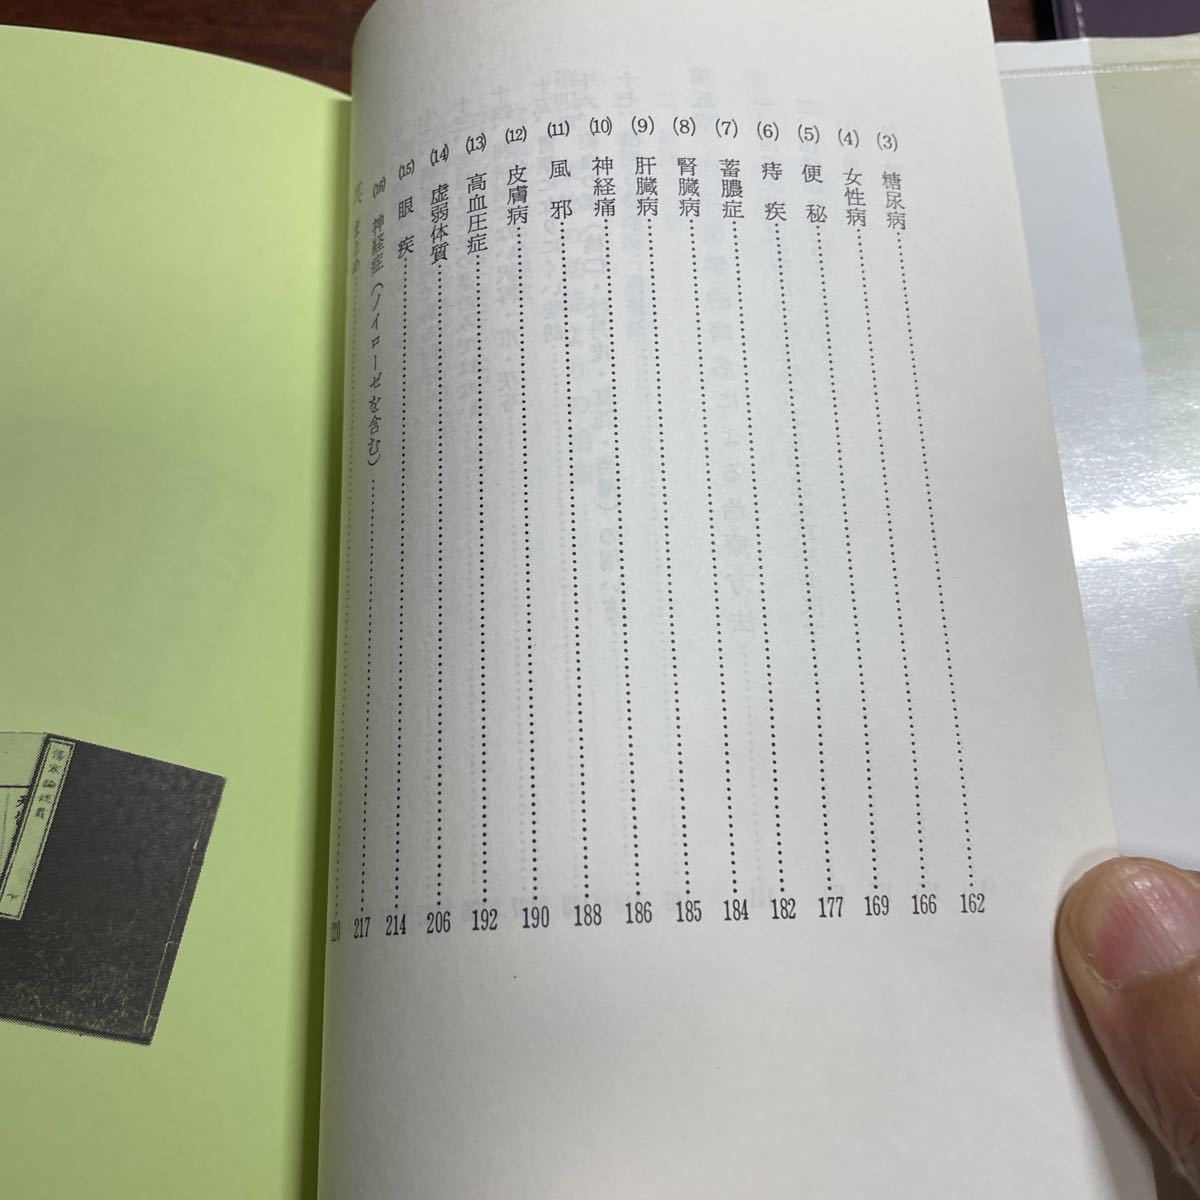 (3) 糖尿病…………162
(4) 女性病…………166
(5) 便秘…………169
(6) 痔疾…………177
(7) 蓄膿症…………182
(8) 腎臓病…………184
(9) 肝臓病…………185
(10) 神経痛…………186
(11) 風邪…………188
(12) 皮膚病…………190
(13) 高血圧症…………192
(14) 虚弱体質…………206
(15) 眼疾…………214
(16) 神経症(ノイローゼを含む)…………217
まとめ…………220